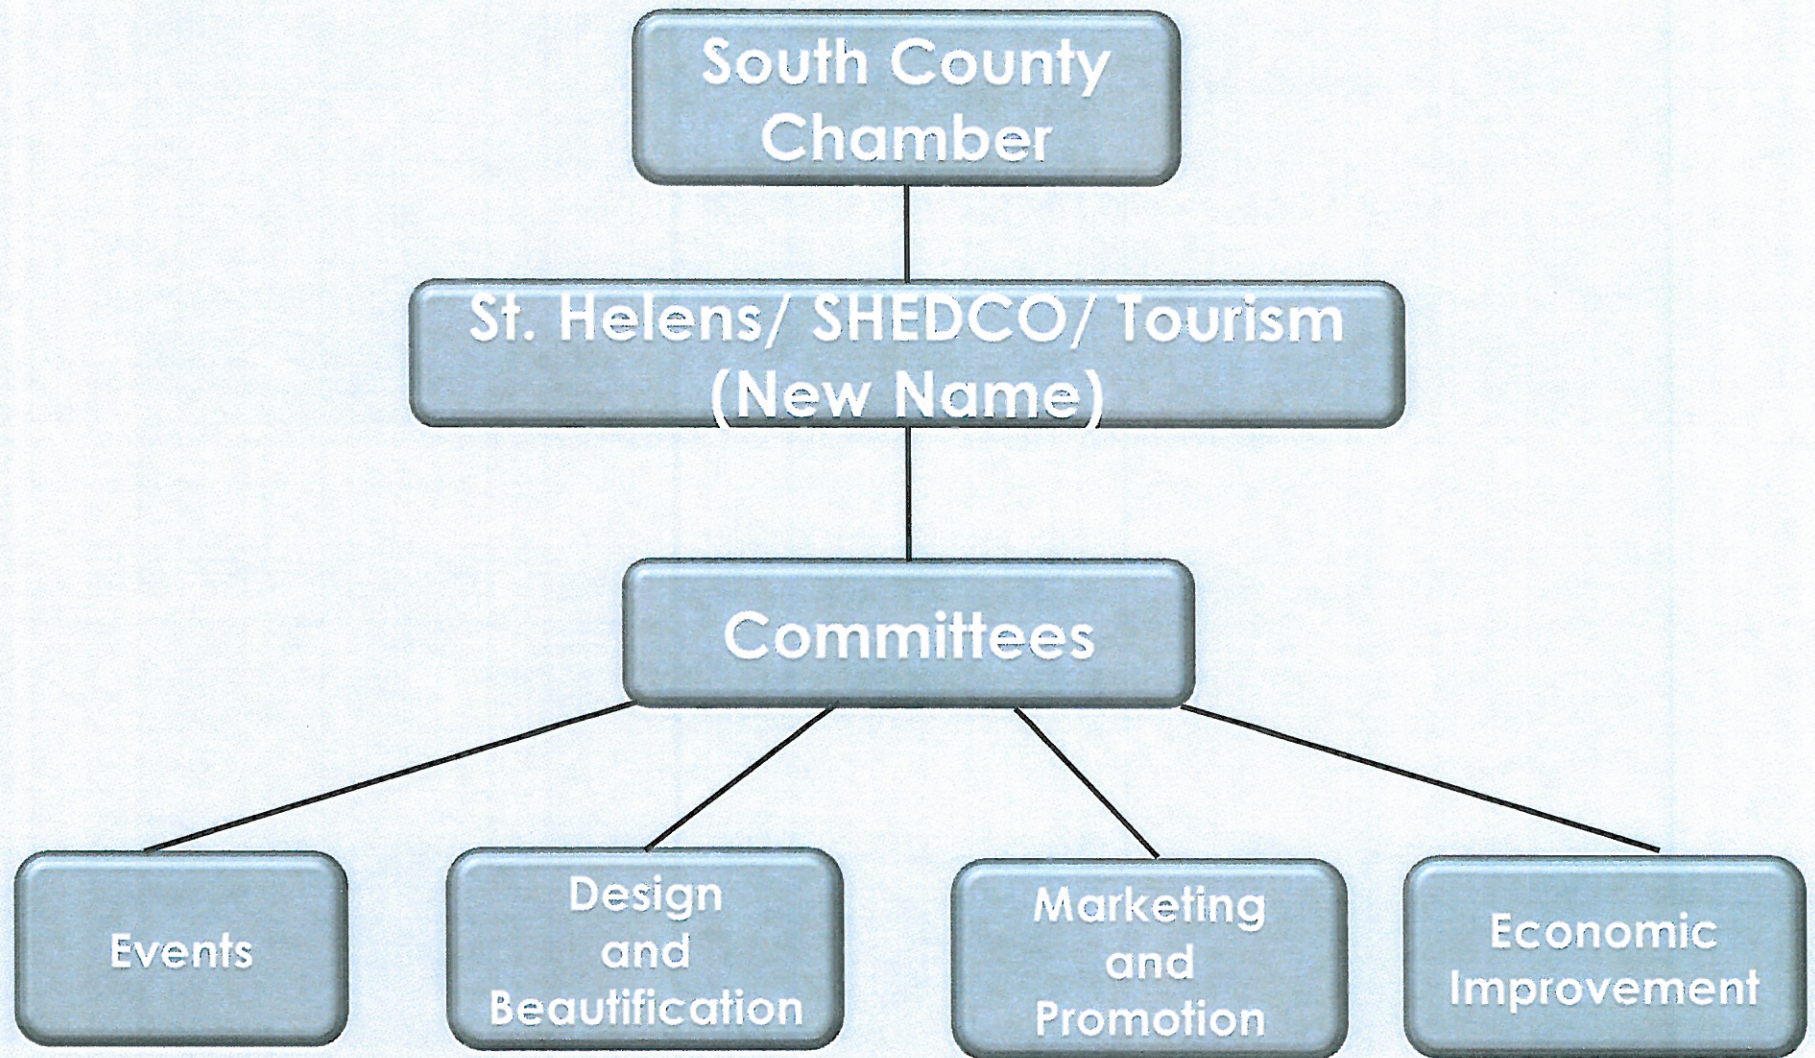 South County
Chamber
St. Helens/ SHEDCO/ Tourism
(New Name)
Committees
Events
Design
and
Beautification
Marketing
and
Promotion
Economic
Improvement